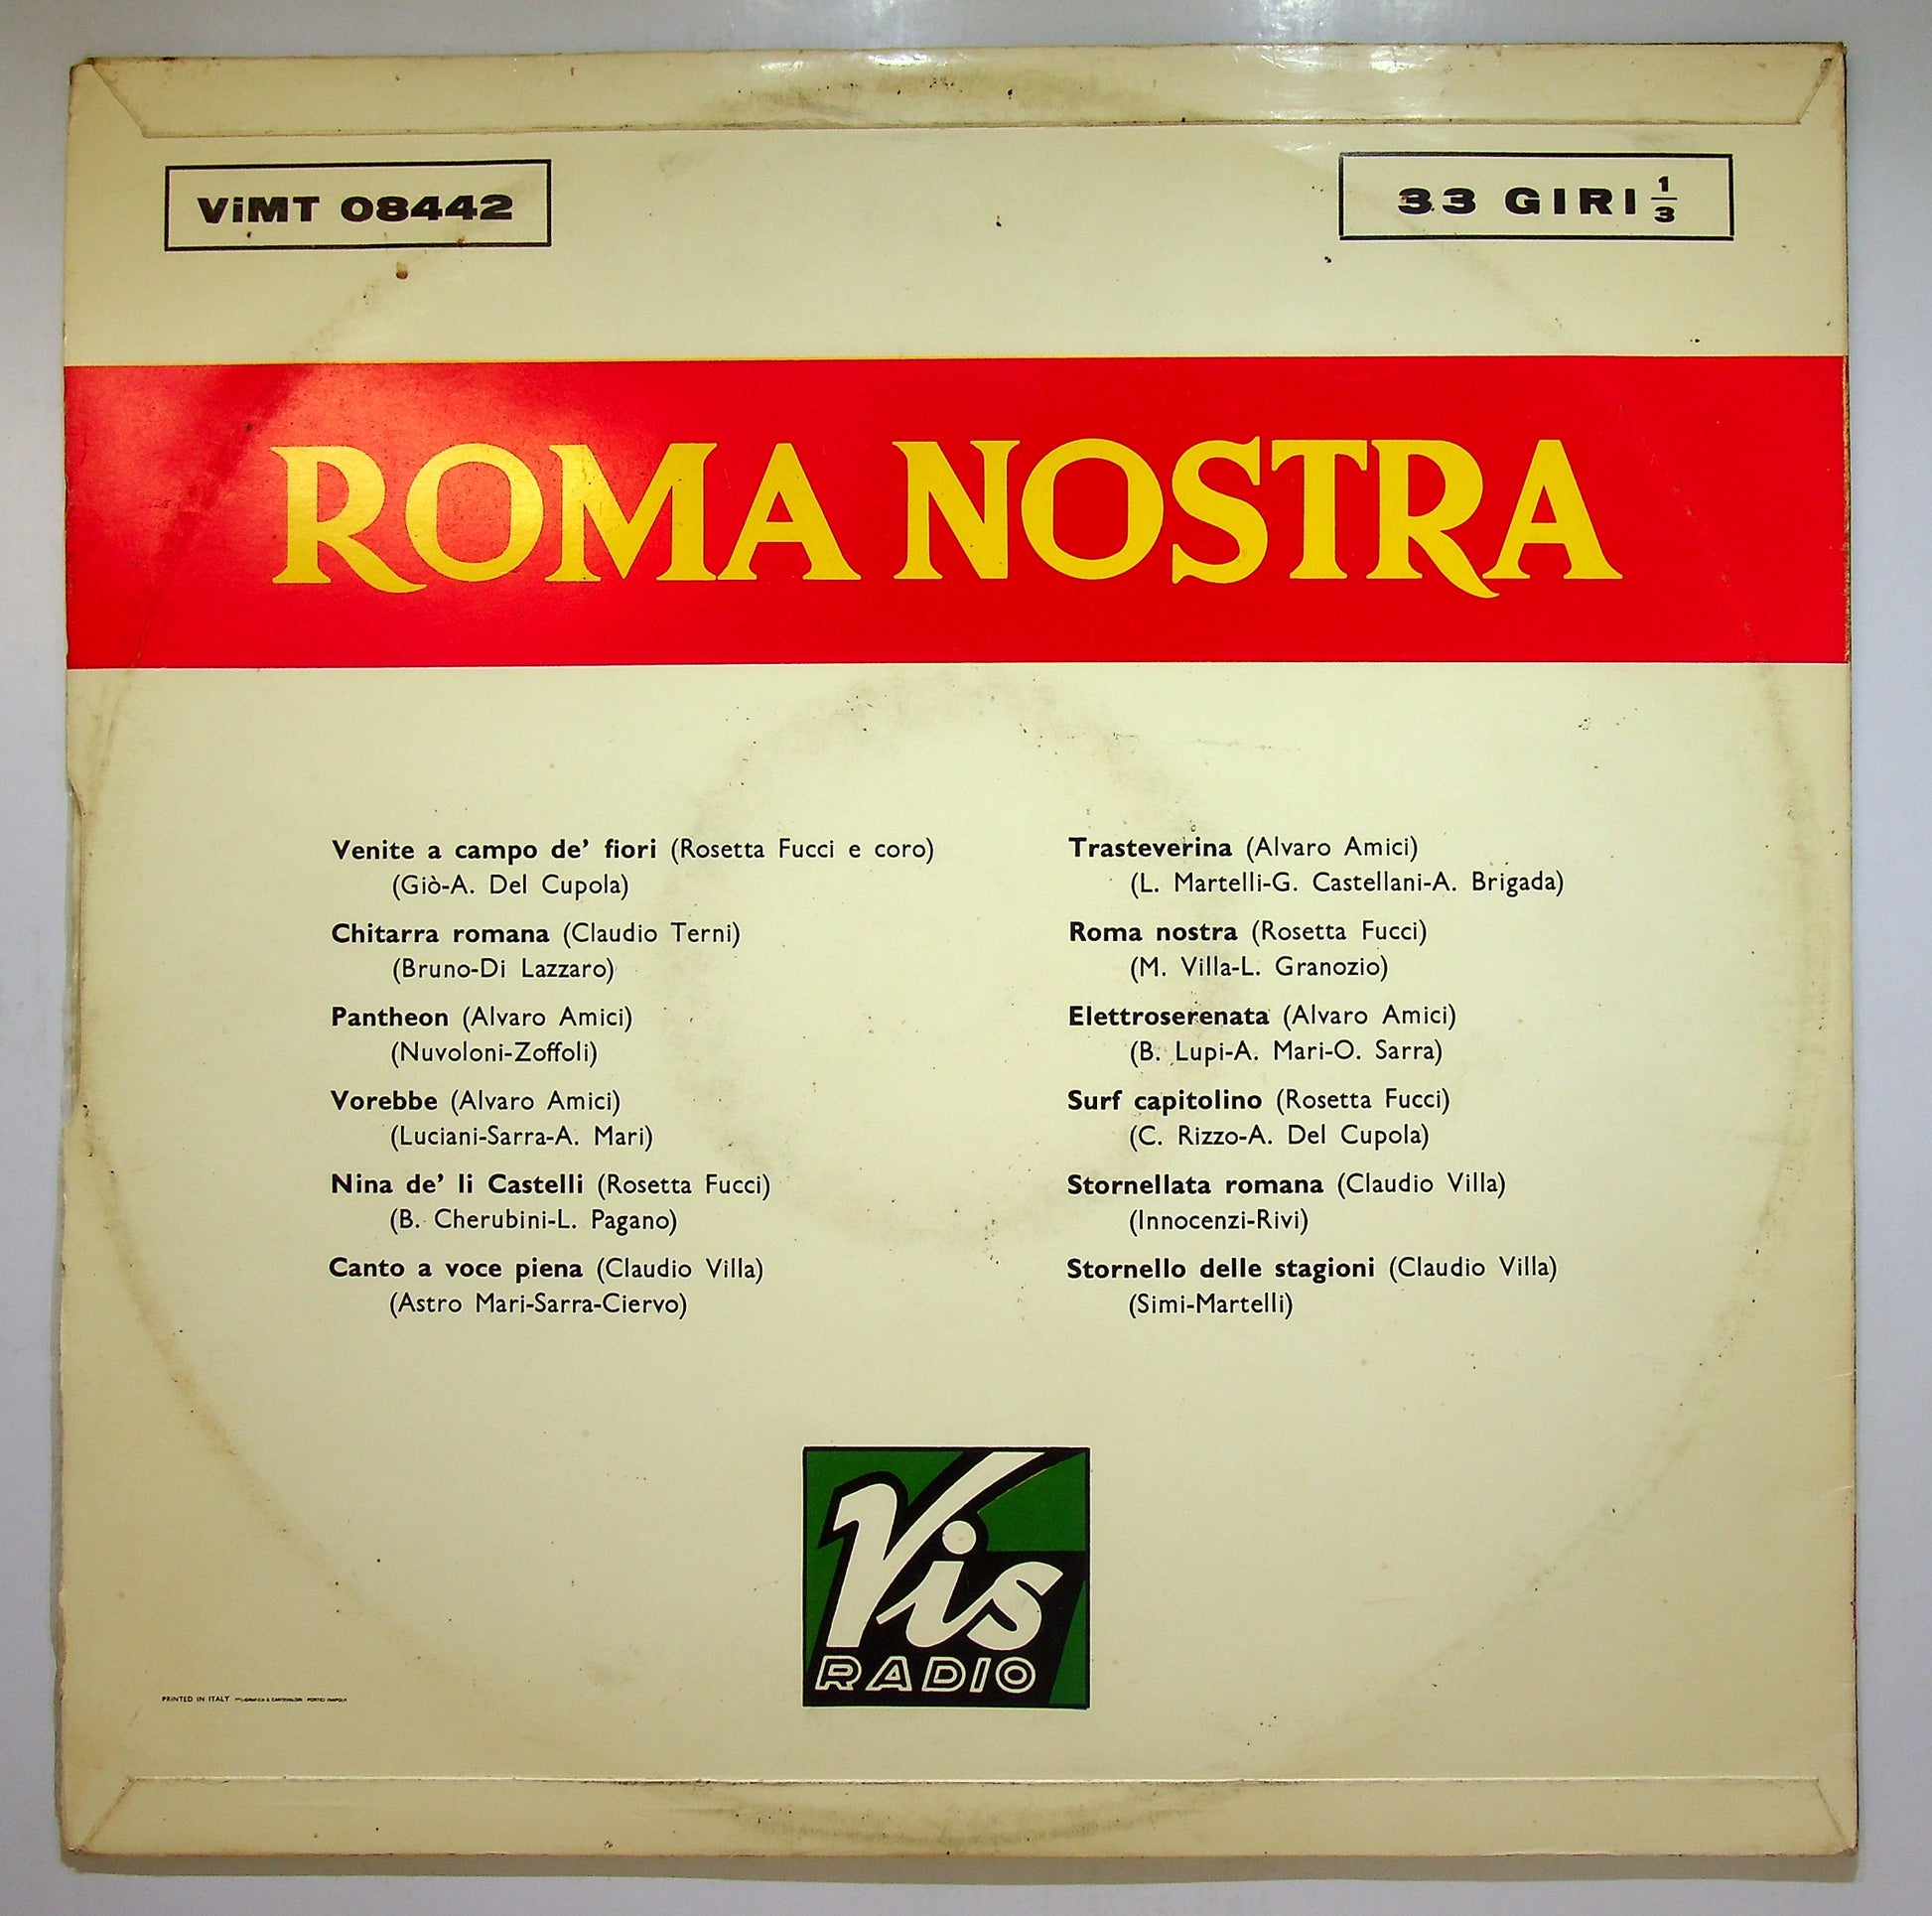 ViMT 08442
33 GIRI 1/3
ROMA NOSTRA
Venite a campo de' fiori (Rosetta Fucci e coro)
(Giò-A. Del Cupola)
Chitarra romana (Claudio Terni)
(Bruno-Di Lazzaro)
Pantheon (Alvaro Amici)
(Nuvoloni-Zoffoli)
Vorebbe (Alvaro Amici)
(Luciani-Sarra-A. Mari)
Nina de' li Castelli (Rosetta Fucci)
(B. Cherubini-L. Pagano)
Canto a voce piena (Claudio Villa)
(Astro Mari-Sarra-Ciervo)
Trasteverina (Alvaro Amici)
(L. Martelli-G. Castellani-A. Brigada)
Roma nostra (Rosetta Fucci)
(M. Villa-L. Granozio)
Elettroserenata (Alvaro Amici)
(B. Lupi-A. Mari-O. Sarra)
Surf capitolino (Rosetta Fucci)
(C. Rizzo-A. Del Cupola)
Stornellata romana (Claudio Villa)
(Innocenzi-Rivi)
Stornello delle stagioni (Claudio Villa)
(Simi-Martelli)
Vis
RADIO
PRINTED IN ITALY